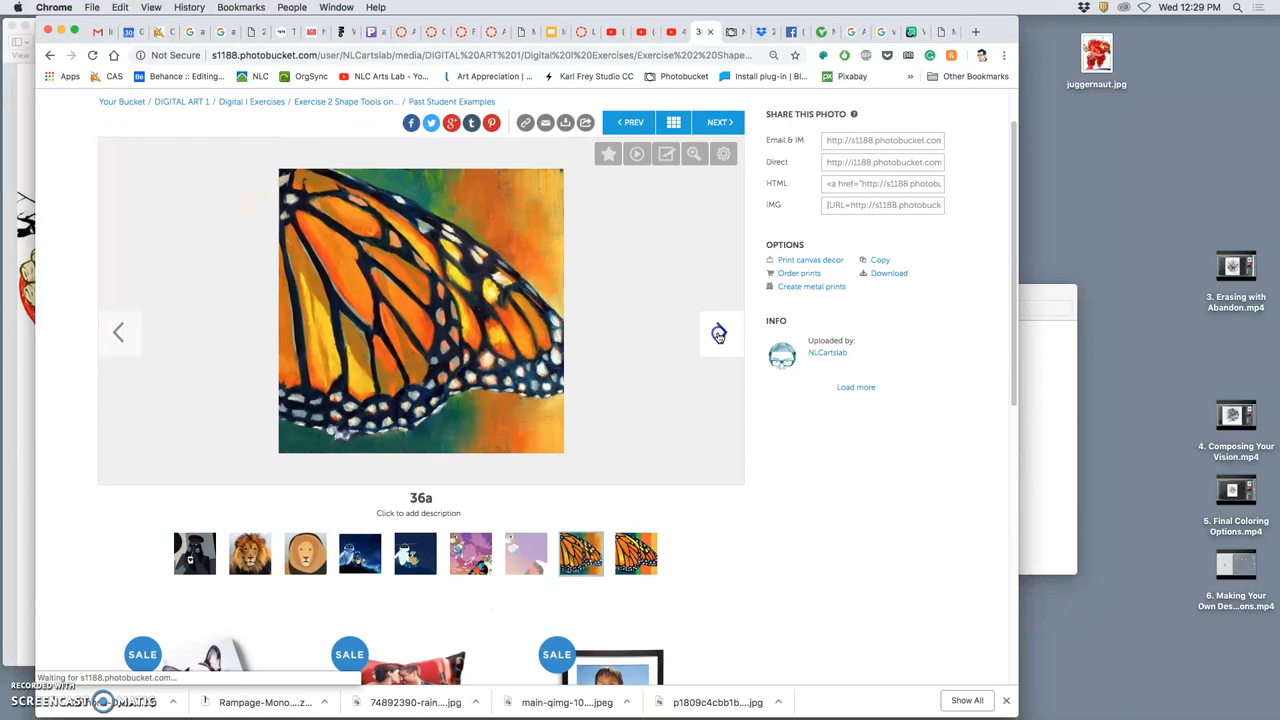 Chrome File Edit View History Bookmarks People Window Help
Wed 12:29 PM
Not Secure s1188.photobucket.com/user/NLCartslab/media/DIGITAL%20ART%201/Digital%20I%20Exercises/Exercise%202%20Shape...
Apps CAS Behance :: Editing... NLC OrgSync NLC Arts Lab - Yo... Art Appreciation |... Karl Frey Studio CC Photobucket Install plug-in | Bl... Pixabay » Other Bookmarks
Your Bucket / DIGITAL ART 1 / Digital I Exercises / Exercise 2 Shape Tools on... / Past Student Examples
PREV
NEXT
SHARE THIS PHOTO
Email & IM http://s1188.photobucket.com
Direct http://i1188.photobucket.com
HTML <a href="http://s1188.photobu
IMG [URL=http://s1188.photobuck
OPTIONS
Print canvas decor Copy
Order prints Download
Create metal prints
INFO
Uploaded by:
NLCartslab
Load more
36a
Click to add description
SALE SALE SALE
Waiting for s1188.photobucket.com...
RECORDED WITH
SCREENCAST-O-MATIC
Rampage-Mono....z...
74892390-rain....jpg
main-qimg-10....jpeg
p1809c4cbb1b....jpg
Show All
View
juggernaut.jpg
3. Erasing with
Abandon.mp4
4. Composing Your
Vision.mp4
5. Final Coloring
Options.mp4
6. Making Your
Own Des...ons.mp4